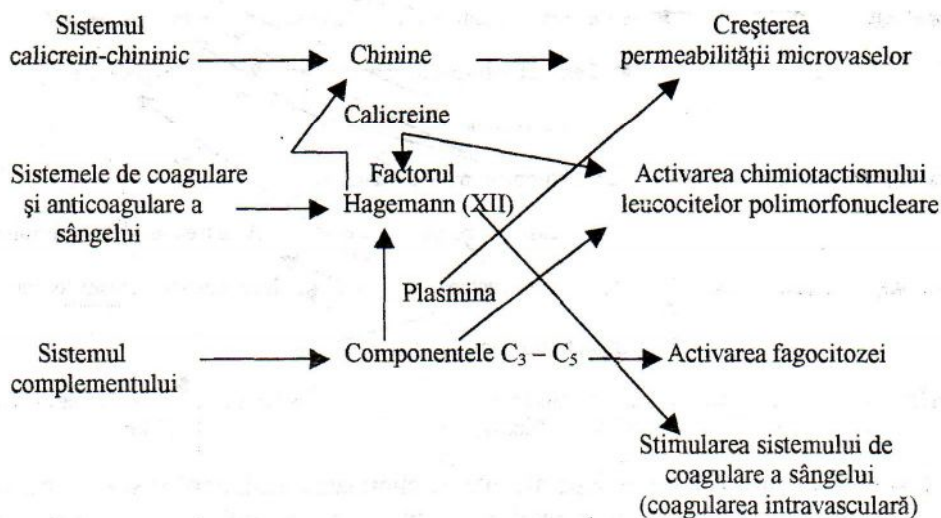 Sistemul
calicrein-chininic
Chinine
Creşterea
permeabilităţii microvaselor
Calicreine
Sistemele de coagulare
şi anticoagulare a
sângelui
Factorul
Hagemann (XII)
Activarea chimiotactismului
leucocitelor polimorfonucleare
Plasmina
Sistemul
complementului
Componentele C₃ – C₅
Activarea fagocitozei
Stimularea sistemului de
coagulare a sângelui
(coagularea intravasculară)